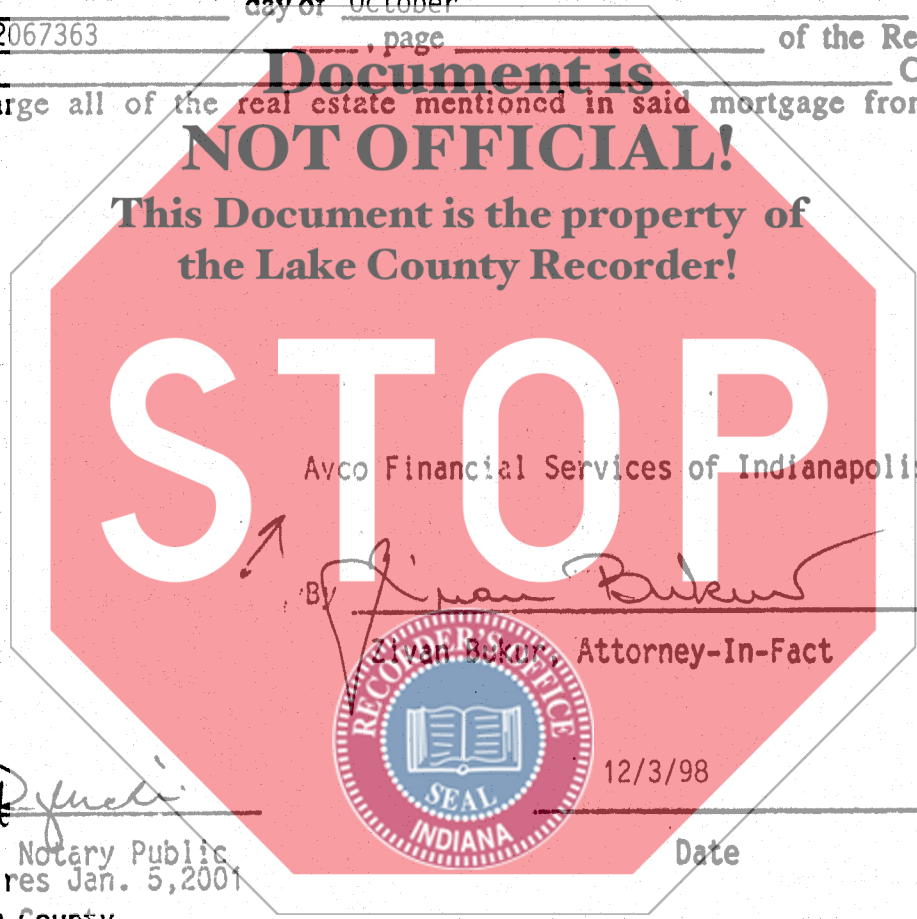 day of October
2067363 , page of the Re
Document is
arge all of the real estate mentioned in said mortgage from
NOT OFFICIAL!
This Document is the property of
the Lake County Recorder!
STOP
Avco Financial Services of Indianapolis
By Zivan Bukur
Zivan Bukur, Attorney-In-Fact
RECORDER'S OFFICE
SEAL
INDIANA
12/3/98
Notary Public Date
res Jan. 5,2001
County